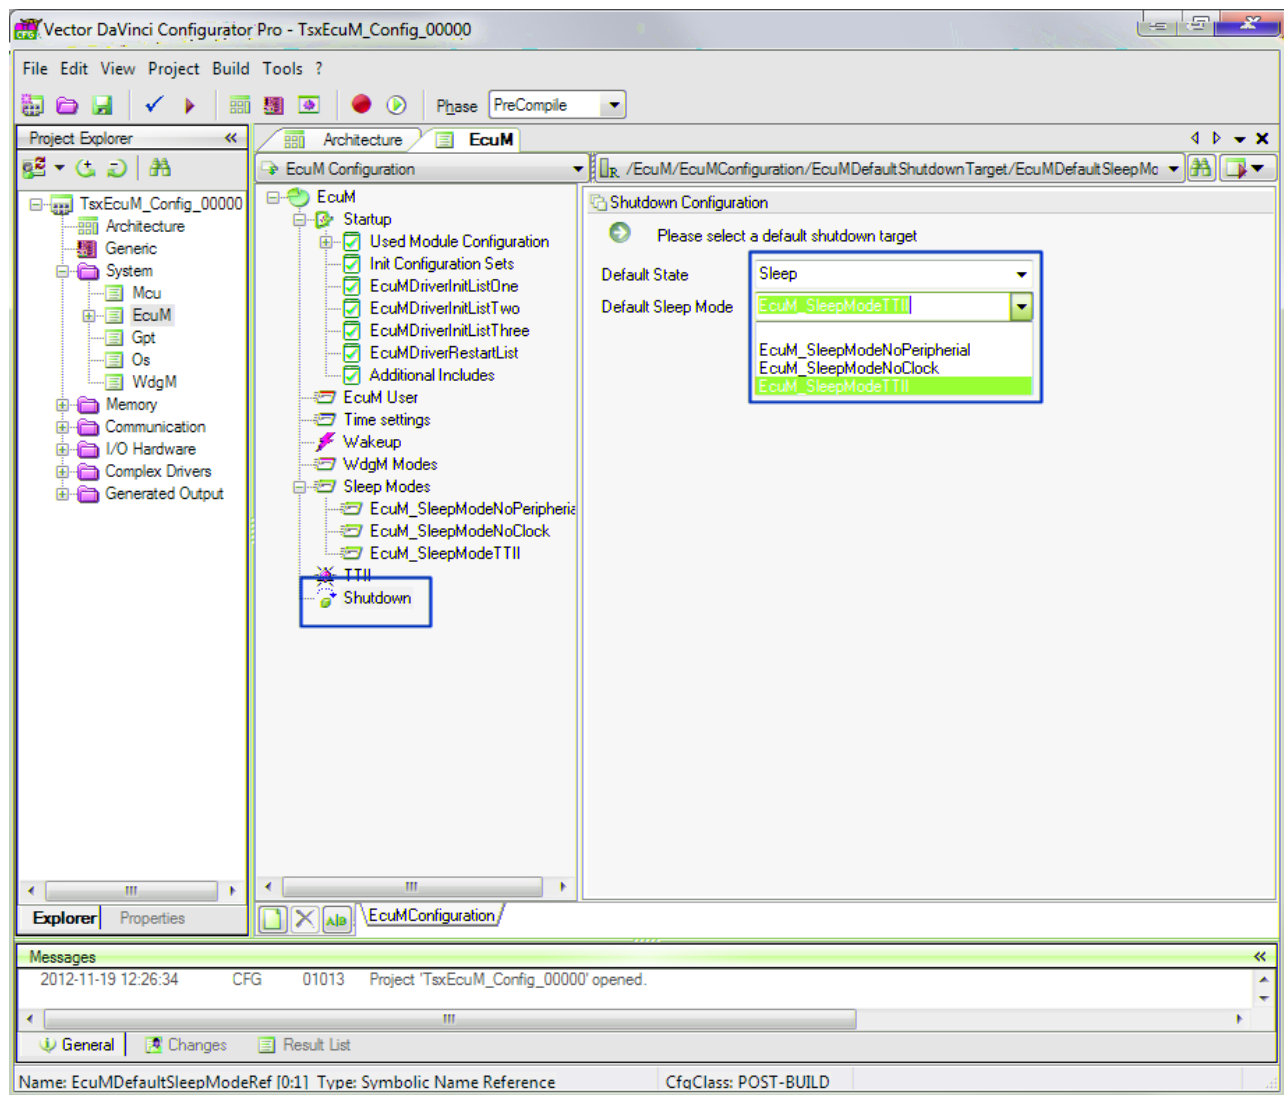 Vector DaVinci Configurator Pro - TsxEcuM_Config_00000
File Edit View Project Build Tools ?
Phase PreCompile
Project Explorer
TsxEcuM_Config_00000
Architecture
Generic
System
Mcu
EcuM
Gpt
Os
WdgM
Memory
Communication
I/O Hardware
Complex Drivers
Generated Output
Explorer Properties
Architecture EcuM
EcuM Configuration
/EcuM/EcuMConfiguration/EcuMDefaultShutdownTarget/EcuMDefaultSleepMo
EcuM
Startup
Used Module Configuration
Init Configuration Sets
EcuMDriverInitListOne
EcuMDriverInitListTwo
EcuMDriverInitListThree
EcuMDriverRestartList
Additional Includes
EcuM User
Time settings
Wakeup
WdgM Modes
Sleep Modes
EcuM_SleepModeNoPeripheria
EcuM_SleepModeNoClock
EcuM_SleepModeTTII
TTII
Shutdown
EcuMConfiguration
Shutdown Configuration
Please select a default shutdown target
Default State Sleep
Default Sleep Mode EcuM_SleepModeTTII
EcuM_SleepModeNoPeripherial
EcuM_SleepModeNoClock
EcuM_SleepModeTTII
Messages
2012-11-19 12:26:34 CFG 01013 Project 'TsxEcuM_Config_00000' opened.
General Changes Result List
Name: EcuMDefaultSleepModeRef [0:1] Type: Symbolic Name Reference CfgClass: POST-BUILD